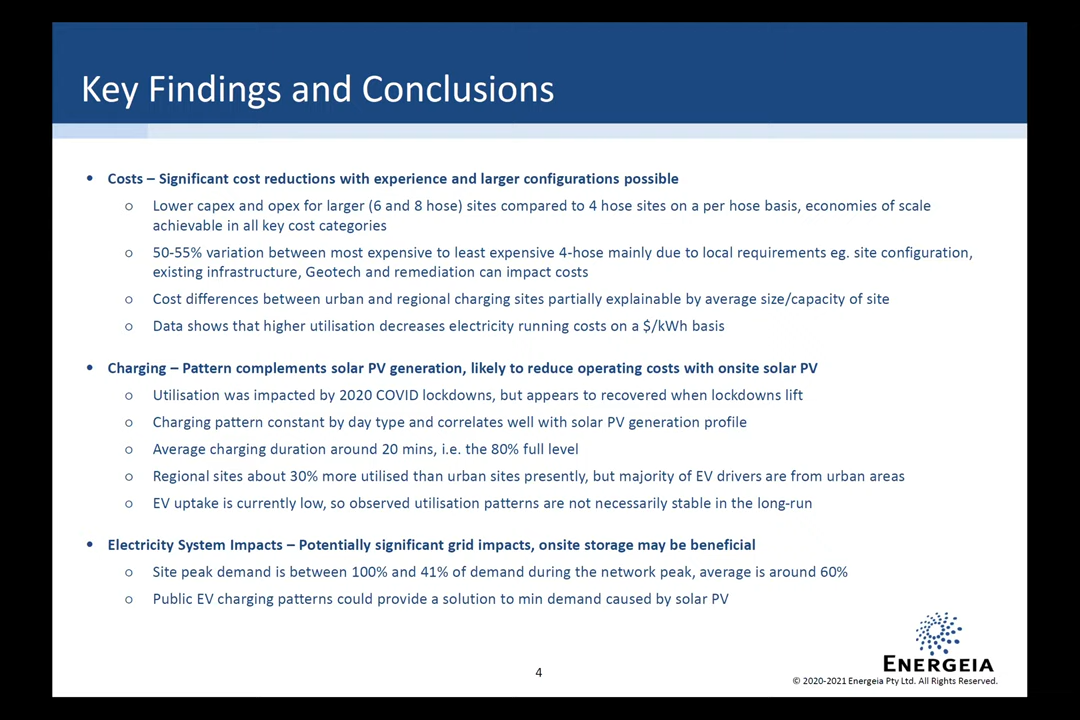 Key Findings and Conclusions
• Costs – Significant cost reductions with experience and larger configurations possible
○ Lower capex and opex for larger (6 and 8 hose) sites compared to 4 hose sites on a per hose basis, economies of scale
achievable in all key cost categories
○ 50-55% variation between most expensive to least expensive 4-hose mainly due to local requirements eg. site configuration,
existing infrastructure, Geotech and remediation can impact costs
○ Cost differences between urban and regional charging sites partially explainable by average size/capacity of site
○ Data shows that higher utilisation decreases electricity running costs on a $/kWh basis
• Charging – Pattern complements solar PV generation, likely to reduce operating costs with onsite solar PV
○ Utilisation was impacted by 2020 COVID lockdowns, but appears to recovered when lockdowns lift
○ Charging pattern constant by day type and correlates well with solar PV generation profile
○ Average charging duration around 20 mins, i.e. the 80% full level
○ Regional sites about 30% more utilised than urban sites presently, but majority of EV drivers are from urban areas
○ EV uptake is currently low, so observed utilisation patterns are not necessarily stable in the long-run
• Electricity System Impacts – Potentially significant grid impacts, onsite storage may be beneficial
○ Site peak demand is between 100% and 41% of demand during the network peak, average is around 60%
○ Public EV charging patterns could provide a solution to min demand caused by solar PV
ENERGEIA
4
© 2020-2021 Energeia Pty Ltd. All Rights Reserved.